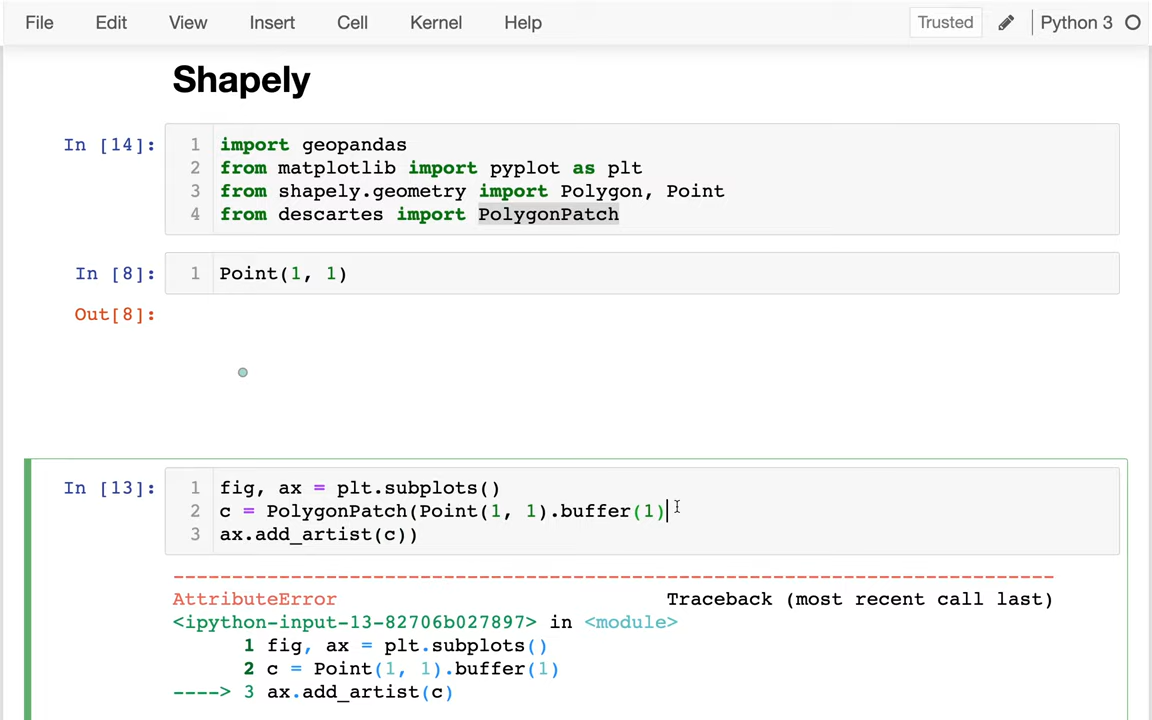 File Edit View Insert Cell Kernel Help Trusted Python 3
Shapely
In [14]:
1 import geopandas
2 from matplotlib import pyplot as plt
3 from shapely.geometry import Polygon, Point
4 from descartes import PolygonPatch
In [8]: 1 Point(1, 1)
Out[8]:
In [13]:
1 fig, ax = plt.subplots()
2 c = PolygonPatch(Point(1, 1).buffer(1)
3 ax.add_artist(c))
---------------------------------------------------------------------------
AttributeError Traceback (most recent call last)
<ipython-input-13-82706b027897> in <module>
1 fig, ax = plt.subplots()
2 c = Point(1, 1).buffer(1)
----> 3 ax.add_artist(c)